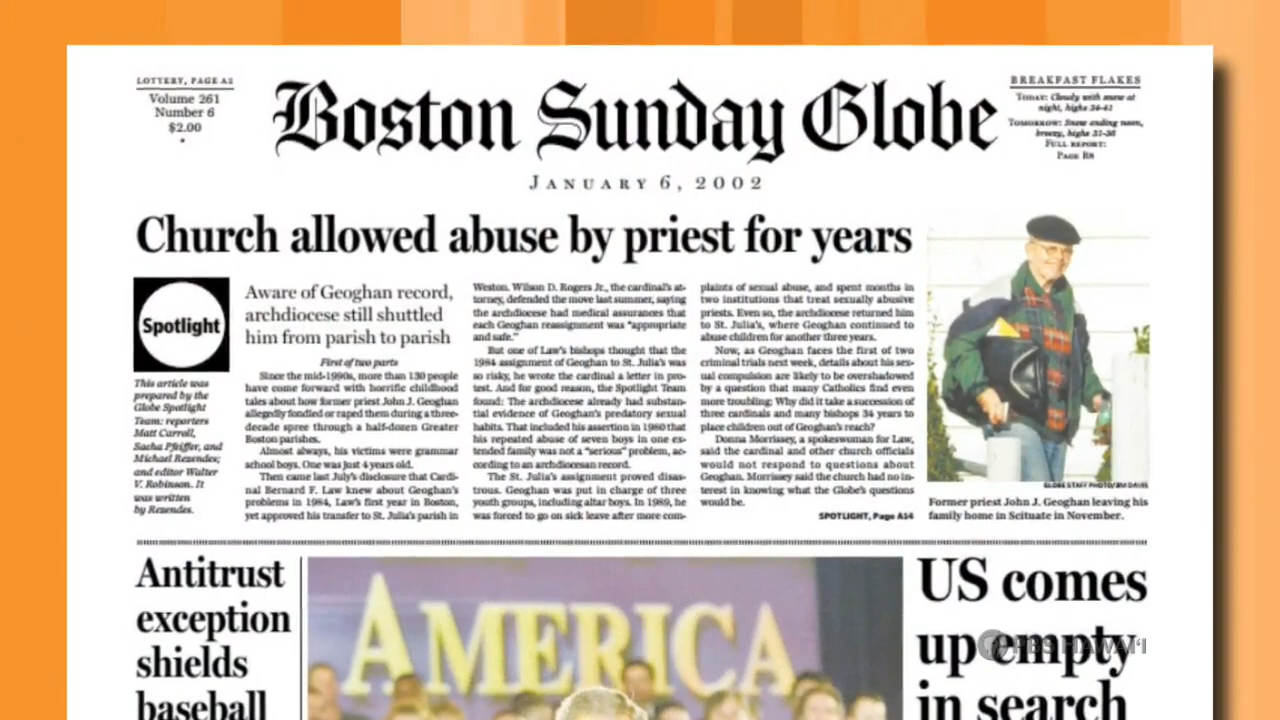 LOTTERY, PAGE A2
Volume 261
Number 6
$2.00
Boston Sunday Globe
BREAKFAST FLAKES
TODAY: Cloudy with snow at
night, highs 34-41
TOMORROW: Snow ending noon,
breezy, highs 31-36
FULL REPORT:
PAGE B8
JANUARY 6, 2002
Church allowed abuse by priest for years
Spotlight
This article was
prepared by the
Globe Spotlight
Team: reporters
Matt Carroll,
Sacha Pfeiffer, and
Michael Rezendes;
and editor Walter
V. Robinson. It
was written
by Rezendes.
Aware of Geoghan record,
archdiocese still shuttled
him from parish to parish
First of two parts
Since the mid-1990s, more than 130 people
have come forward with horrific childhood
tales about how former priest John J. Geoghan
allegedly fondled or raped them during a three-
decade spree through a half-dozen Greater
Boston parishes.
Almost always, his victims were grammar
school boys. One was just 4 years old.
Then came last July's disclosure that Cardi-
nal Bernard F. Law knew about Geoghan's
problems in 1984, Law's first year in Boston,
yet approved his transfer to St. Julia's parish in
Weston. Wilson D. Rogers Jr., the cardinal's at-
torney, defended the move last summer, saying
the archdiocese had medical assurances that
each Geoghan reassignment was "appropriate
and safe."
But one of Law's bishops thought that the
1984 assignment of Geoghan to St. Julia's was
so risky, he wrote the cardinal a letter in pro-
test. And for good reason, the Spotlight Team
found: The archdiocese already had substan-
tial evidence of Geoghan's predatory sexual
habits. That included his assertion in 1980 that
his repeated abuse of seven boys in one ex-
tended family was not a "serious" problem, ac-
cording to an archdiocesan record.
The St. Julia's assignment proved disas-
trous. Geoghan was put in charge of three
youth groups, including altar boys. In 1989, he
was forced to go on sick leave after more com-
plaints of sexual abuse, and spent months in
two institutions that treat sexually abusive
priests. Even so, the archdiocese returned him
to St. Julia's, where Geoghan continued to
abuse children for another three years.
Now, as Geoghan faces the first of two
criminal trials next week, details about his sex-
ual compulsion are likely to be overshadowed
by a question that many Catholics find even
more troubling: Why did it take a succession of
three cardinals and many bishops 34 years to
place children out of Geoghan's reach?
Donna Morrissey, a spokeswoman for Law,
said the cardinal and other church officials
would not respond to questions about
Geoghan. Morrissey said the church had no in-
terest in knowing what the Globe's questions
would be.
SPOTLIGHT, Page A14
GLOBE STAFF PHOTO/
Former priest John J. Geoghan leaving his
family home in Scituate in November.
Antitrust
exception
shields
baseball
AMERICA
US comes
up empty
in search
PBS HAWAIʻI